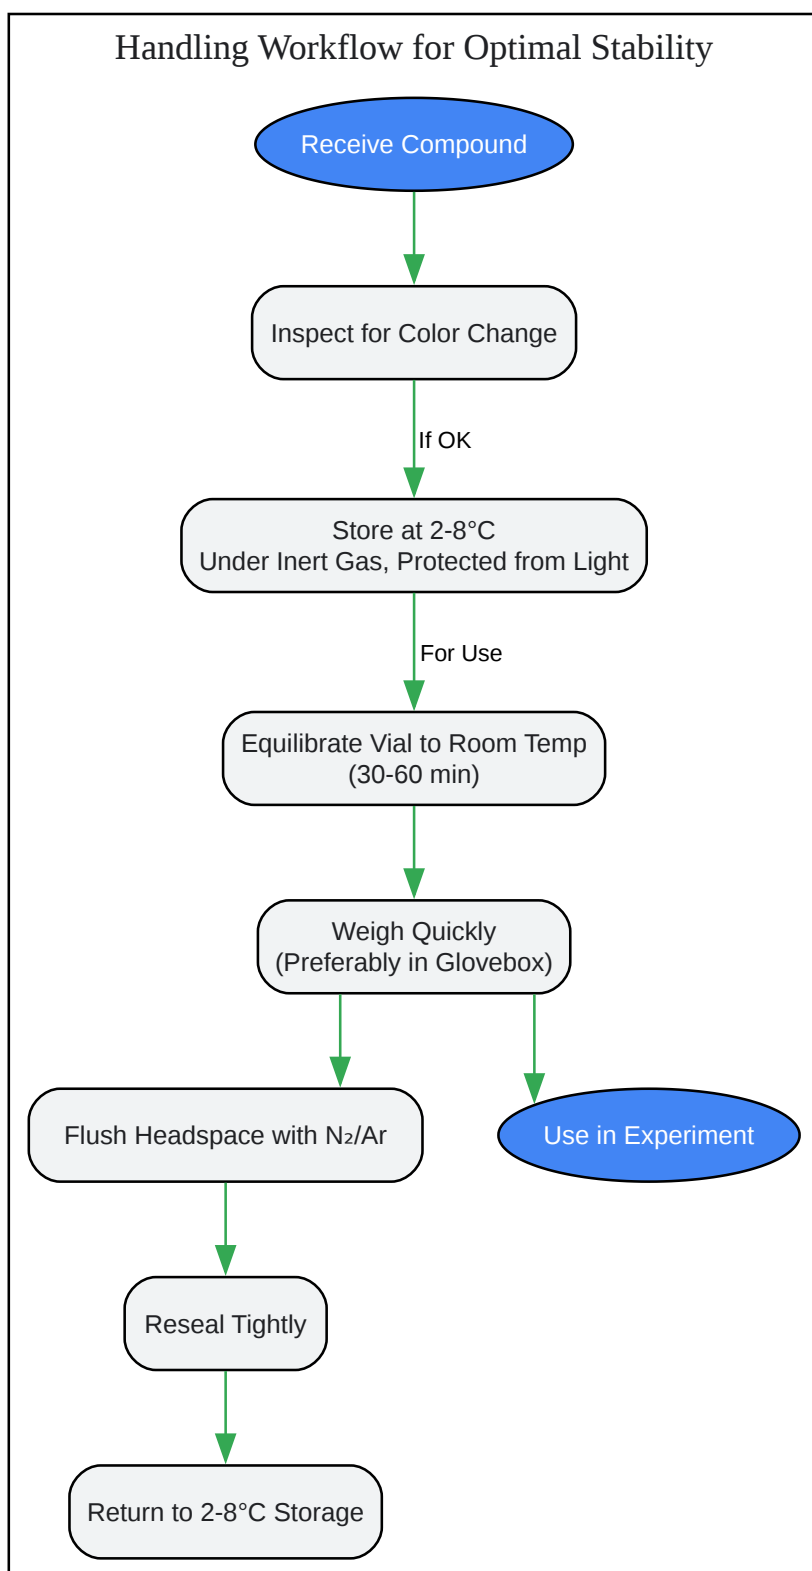 Handling Workflow for Optimal Stability
Receive Compound
Inspect for Color Change
If OK
Store at 2-8°C
Under Inert Gas, Protected from Light
For Use
Equilibrate Vial to Room Temp
(30-60 min)
Weigh Quickly
(Preferably in Glovebox)
Flush Headspace with N₂/Ar
Use in Experiment
Reseal Tightly
Return to 2-8°C Storage